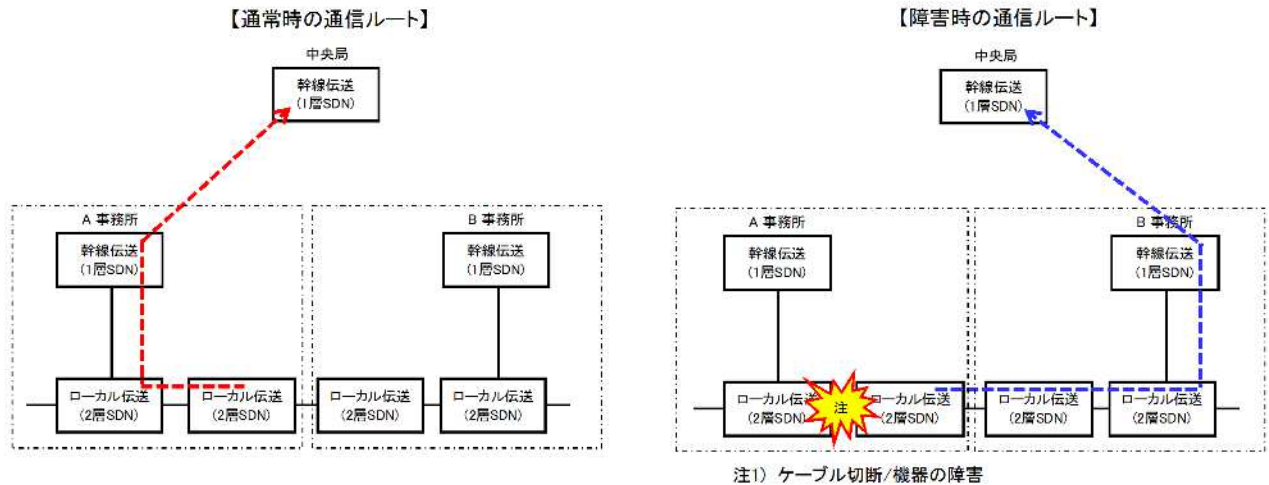 【通常時の通信ルート】
中央局
幹線伝送
(1層SDN)
A 事務所
幹線伝送
(1層SDN)
B 事務所
幹線伝送
(1層SDN)
ローカル伝送
(2層SDN)
ローカル伝送
(2層SDN)
ローカル伝送
(2層SDN)
ローカル伝送
(2層SDN)
【障害時の通信ルート】
中央局
幹線伝送
(1層SDN)
A 事務所
幹線伝送
(1層SDN)
B 事務所
幹線伝送
(1層SDN)
ローカル伝送
(2層SDN)
注
ローカル伝送
(2層SDN)
ローカル伝送
(2層SDN)
ローカル伝送
(2層SDN)
注1) ケーブル切断/機器の障害